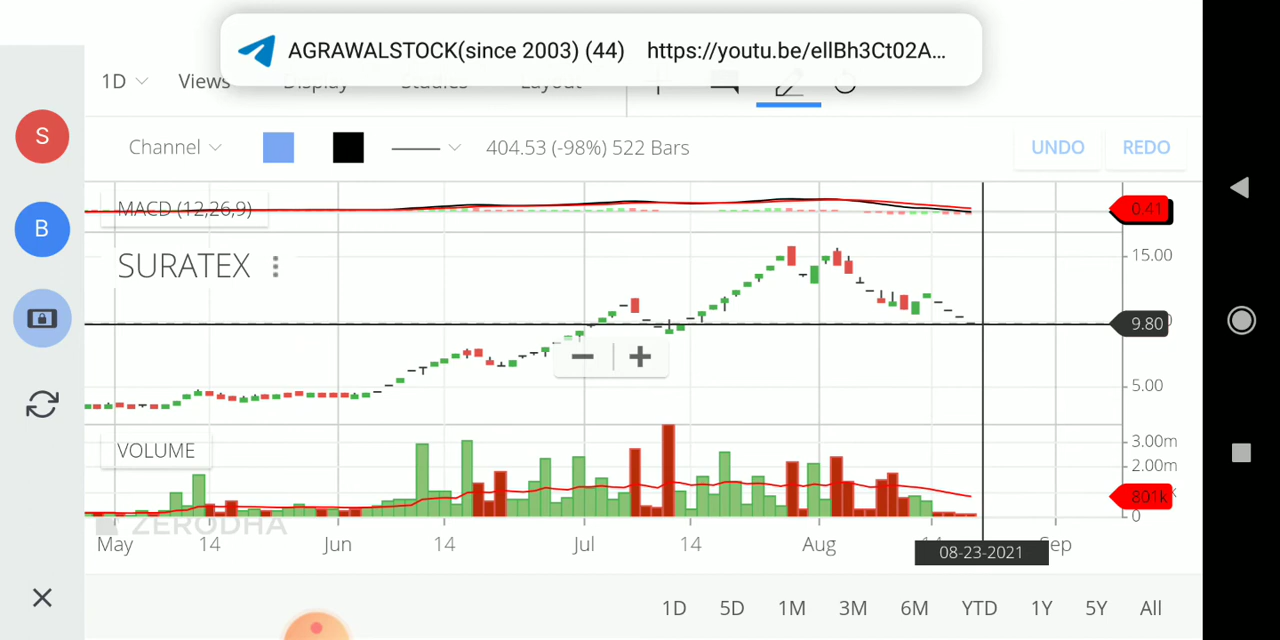 AGRAWALSTOCK(since 2003) (44) https://youtu.be/ellBh3Ct02A...
1D Views Display Studies Layout
S
Channel 404.53 (-98%) 522 Bars UNDO REDO
MACD (12,26,9) 0.41
B
SURATEX 15.00
9.80
5.00
VOLUME 3.00m
2.00m
801k
0
ZERODHA
May 14 Jun 14 Jul 14 Aug 14 Sep
08-23-2021
1D 5D 1M 3M 6M YTD 1Y 5Y All